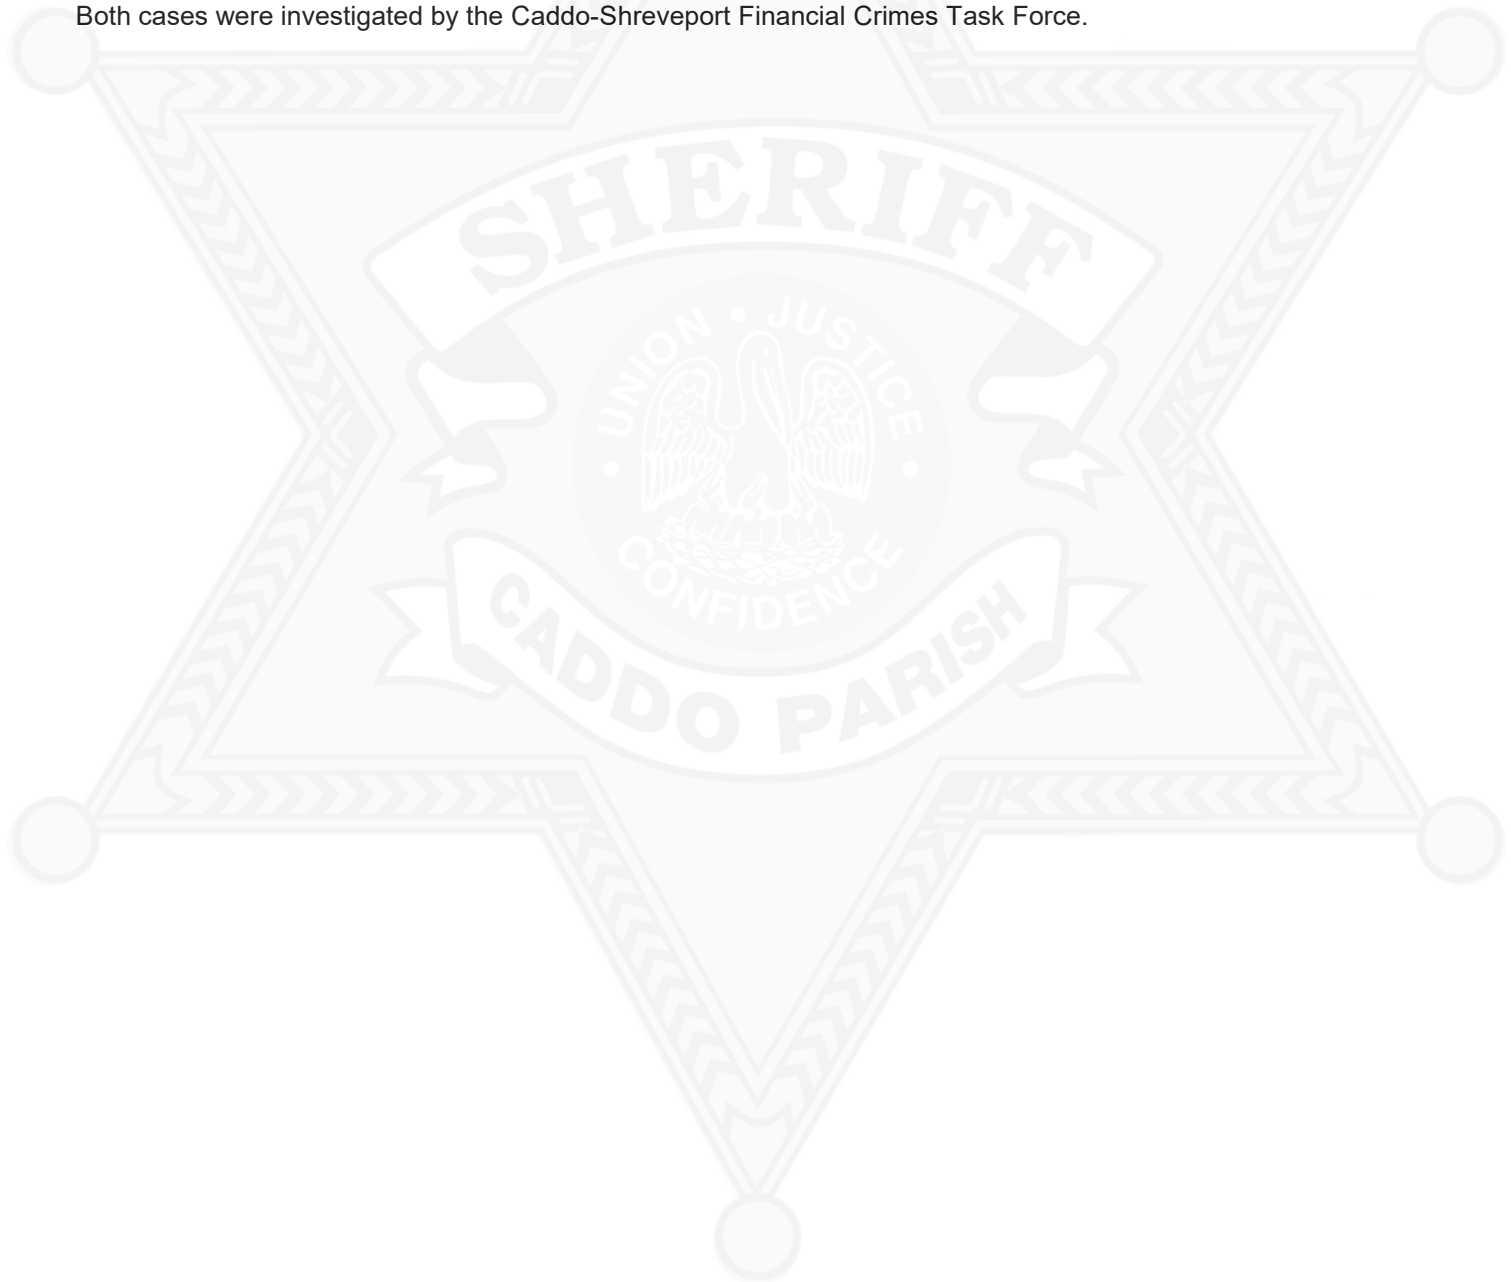 Both cases were investigated by the Caddo-Shreveport Financial Crimes Task Force.
SHERIFF
UNION • JUSTICE
• CONFIDENCE •
CADDO PARISH